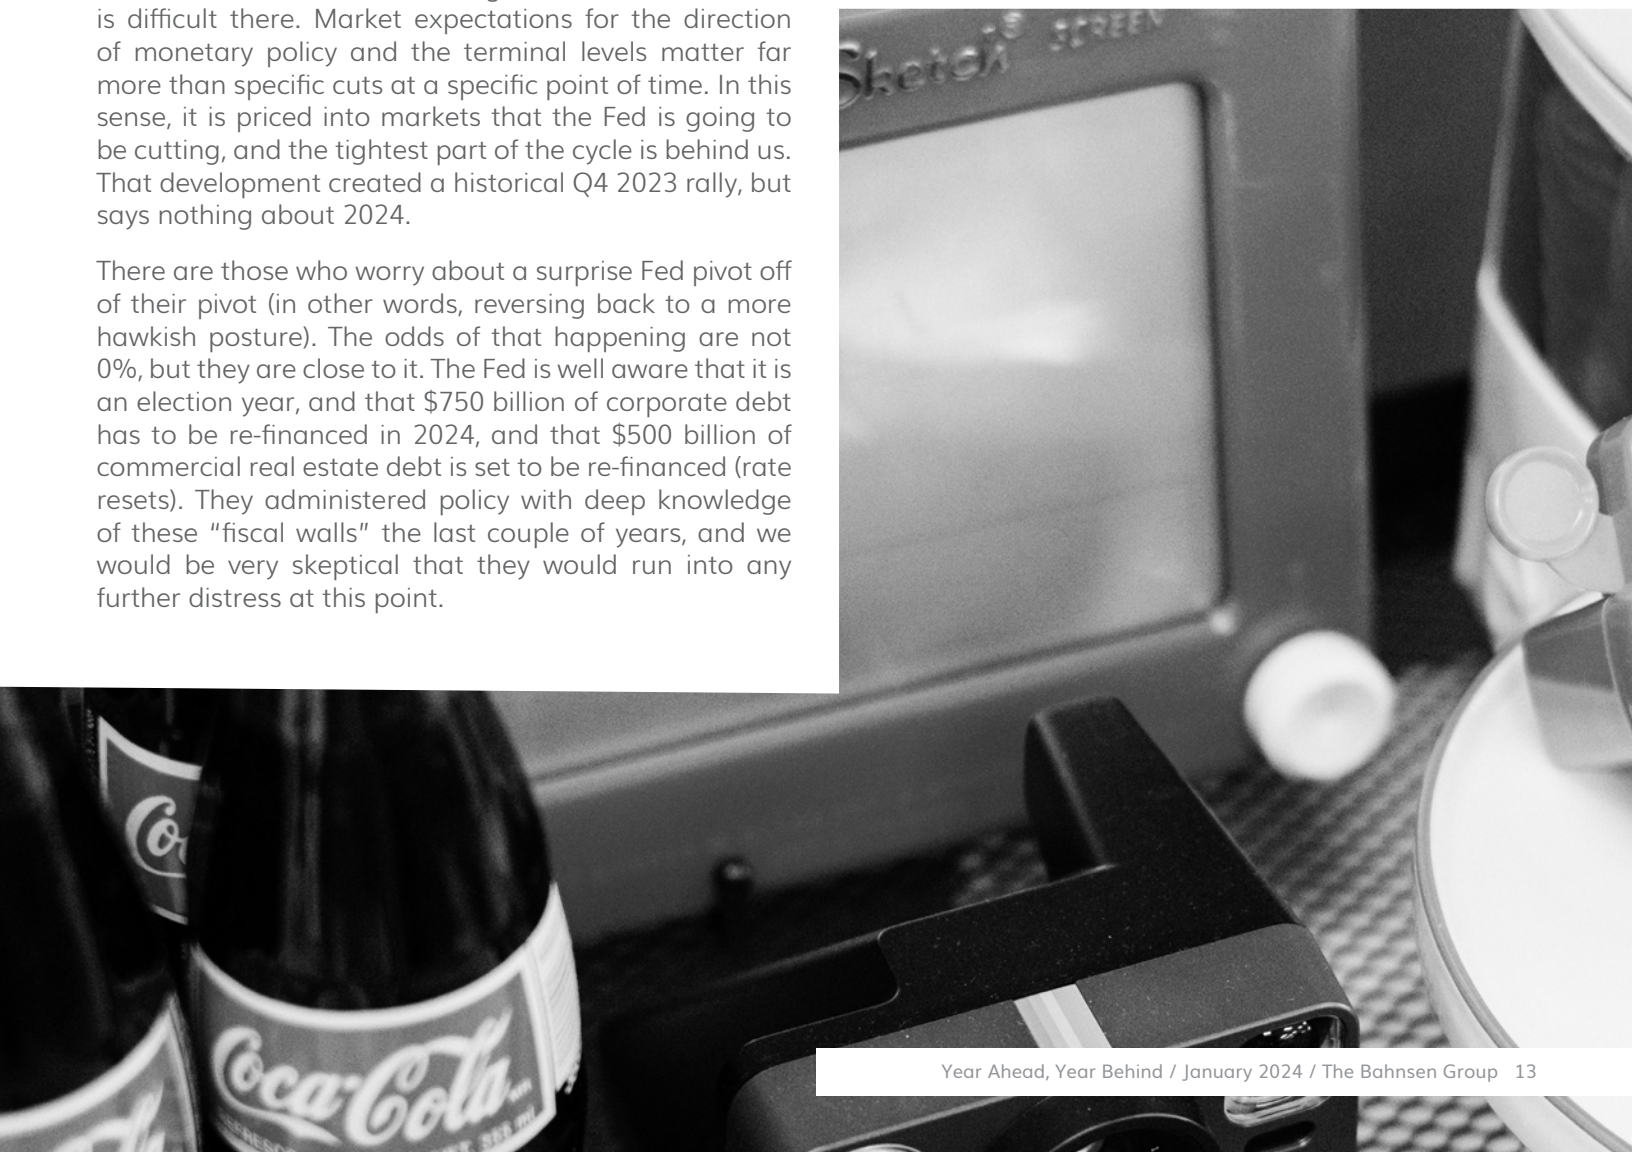 is difficult there. Market expectations for the direction
of monetary policy and the terminal levels matter far
more than specific cuts at a specific point of time. In this
sense, it is priced into markets that the Fed is going to
be cutting, and the tightest part of the cycle is behind us.
That development created a historical Q4 2023 rally, but
says nothing about 2024.
There are those who worry about a surprise Fed pivot off
of their pivot (in other words, reversing back to a more
hawkish posture). The odds of that happening are not
0%, but they are close to it. The Fed is well aware that it is
an election year, and that $750 billion of corporate debt
has to be re-financed in 2024, and that $500 billion of
commercial real estate debt is set to be re-financed (rate
resets). They administered policy with deep knowledge
of these “fiscal walls” the last couple of years, and we
would be very skeptical that they would run into any
further distress at this point.
Sketch® SCREEN
Co
Coca-Cola
355 ml
Year Ahead, Year Behind / January 2024 / The Bahnsen Group 13